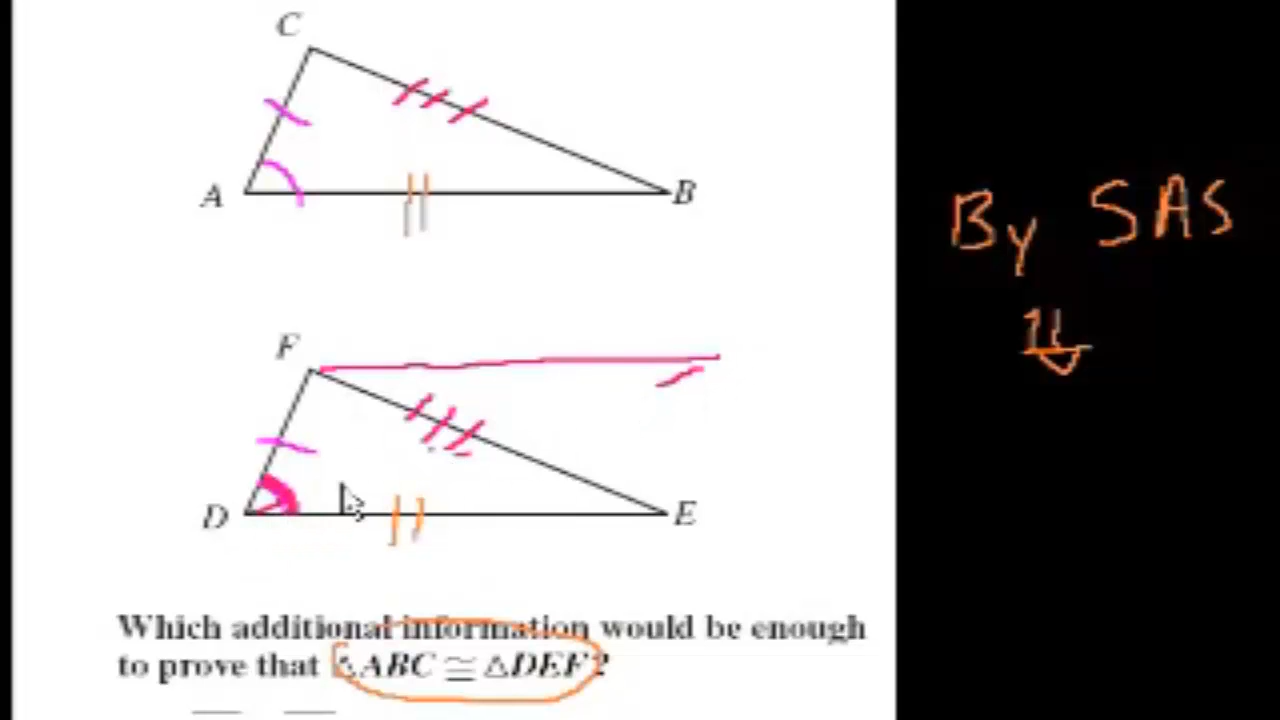 C
A
B
By SAS
F
D
E
Which additional information would be enough
to prove that △ABC ≅ △DEF?